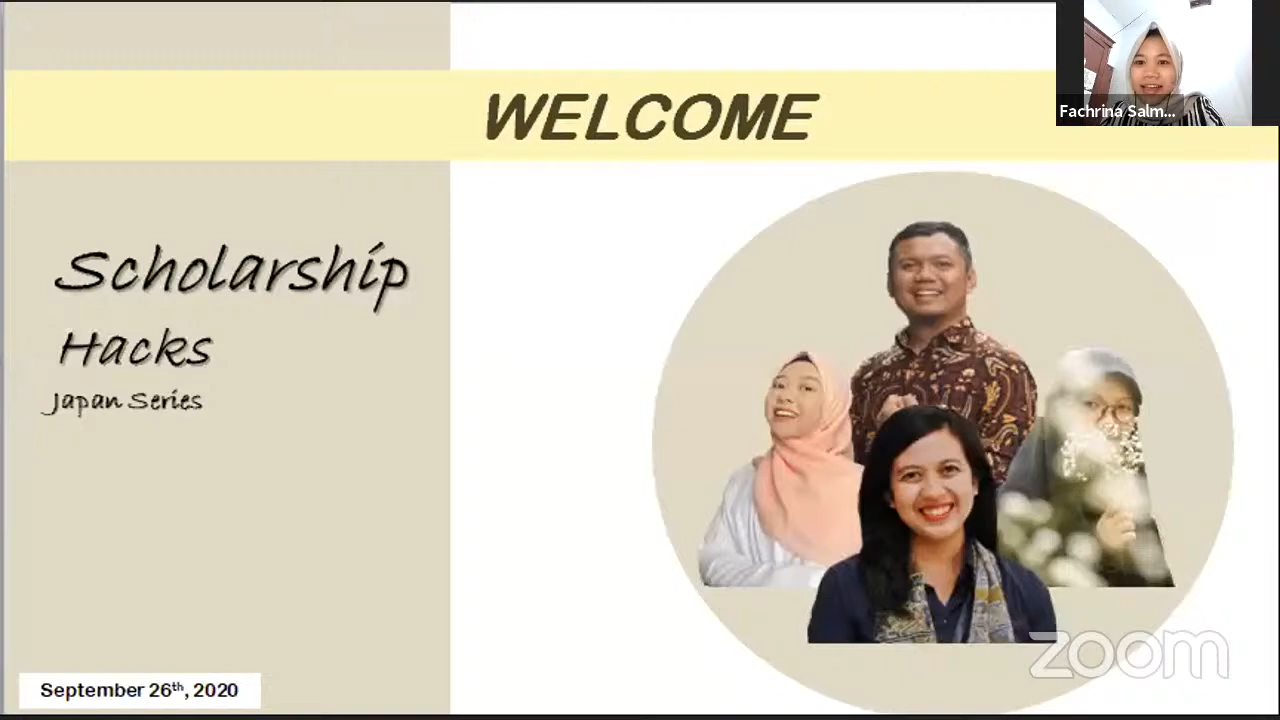 WELCOME
Fachrina Salm...
Scholarship
Hacks
Japan Series
September 26th, 2020
zoom